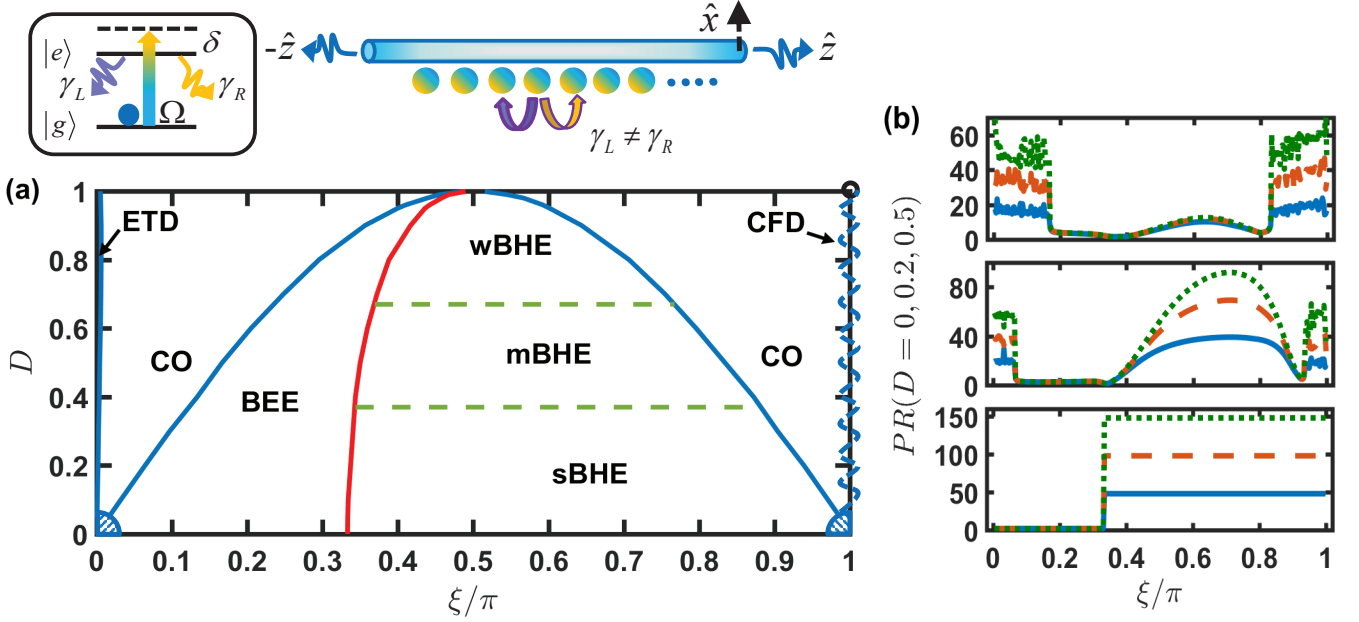 |e⟩
δ
γ_L
γ_R
Ω
|g⟩
-ẑ
x̂
ẑ
γ_L ≠ γ_R
(a)
D
1
0.8
0.6
0.4
0.2
0
ETD
CFD
wBHE
CO
mBHE
CO
BEE
sBHE
0 0.1 0.2 0.3 0.4 0.5 0.6 0.7 0.8 0.9 1
ξ/π
(b)
PR(D = 0, 0.2, 0.5)
60
40
20
0
80
40
0
150
100
50
0
0 0.2 0.4 0.6 0.8 1
ξ/π